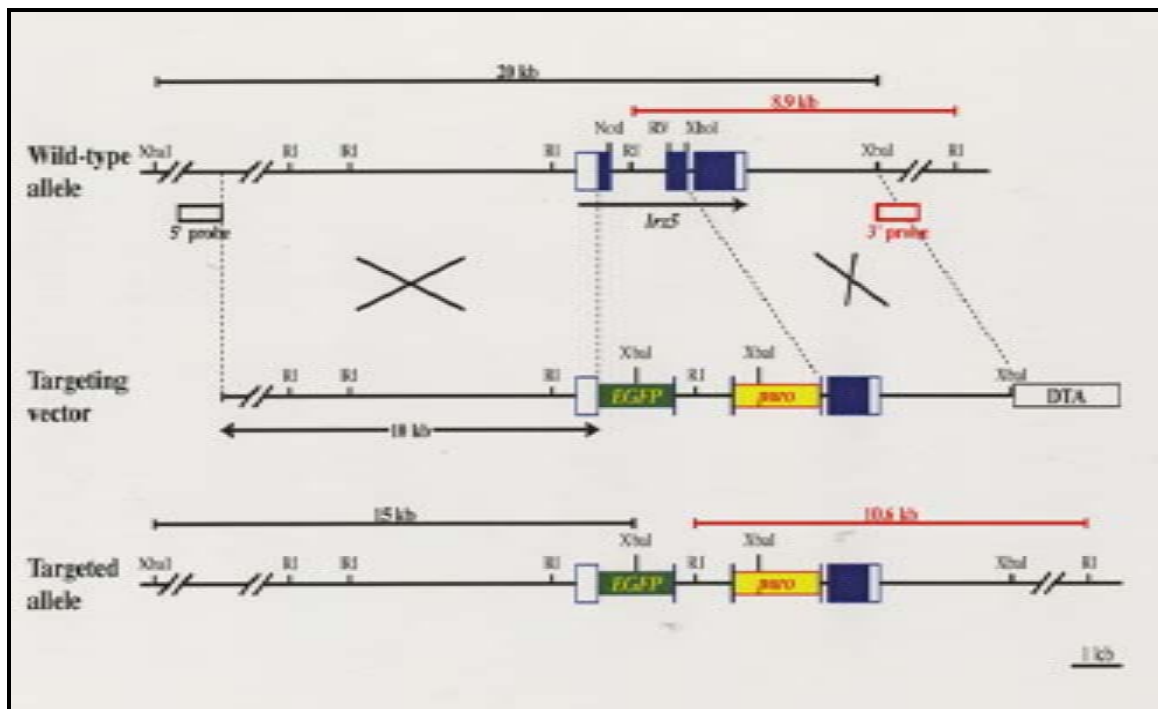 20 kb
8.9 kb
XbaI RI RI RI NcoI RI RV XhoI XbaI RI
Wild-type
allele
Irx5
5' probe
3' probe
XbaI XbaI
RI RI RI RI XbaI
Targeting
vector
EGFP puro DTA
10 kb
15 kb
10.6 kb
XbaI XbaI
XbaI RI RI RI RI XbaI RI
Targeted
allele
EGFP puro
1 kb